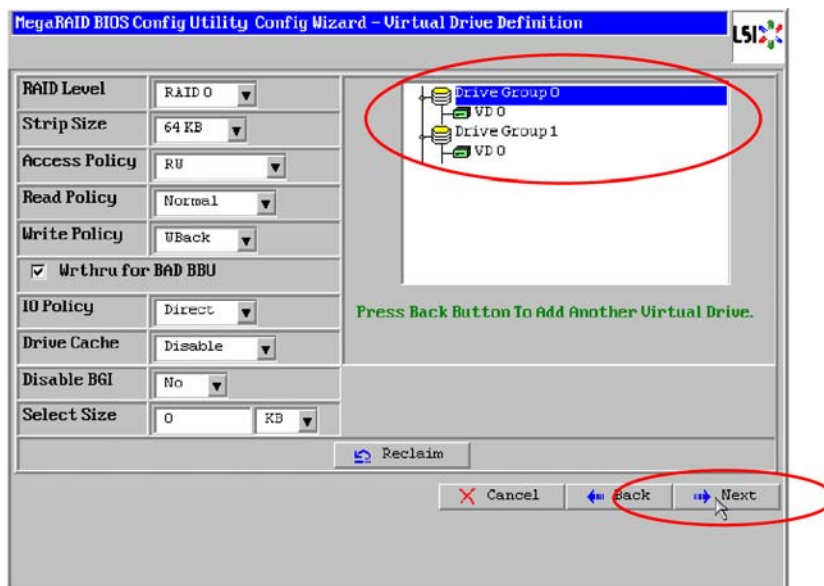 MegaRAID BIOS Config Utility Config Wizard - Virtual Drive Definition
LSI
RAID Level RAID 0
Strip Size 64 KB
Access Policy RW
Read Policy Normal
Write Policy WBack
Wrthru for BAD BBU
IO Policy Direct
Drive Cache Disable
Disable BGI No
Select Size 0 KB
Drive Group 0
VD 0
Drive Group 1
VD 0
Press Back Button To Add Another Virtual Drive.
Reclaim
Cancel Back Next